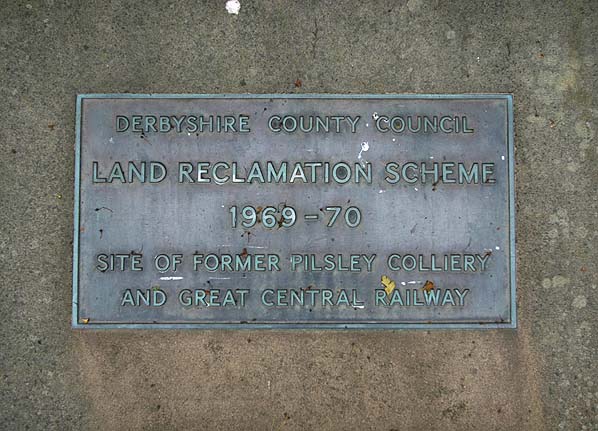 DERBYSHIRE COUNTY COUNCIL
LAND RECLAMATION SCHEME
1969 - 70
SITE OF FORMER PILSLEY COLLIERY
AND GREAT CENTRAL RAILWAY